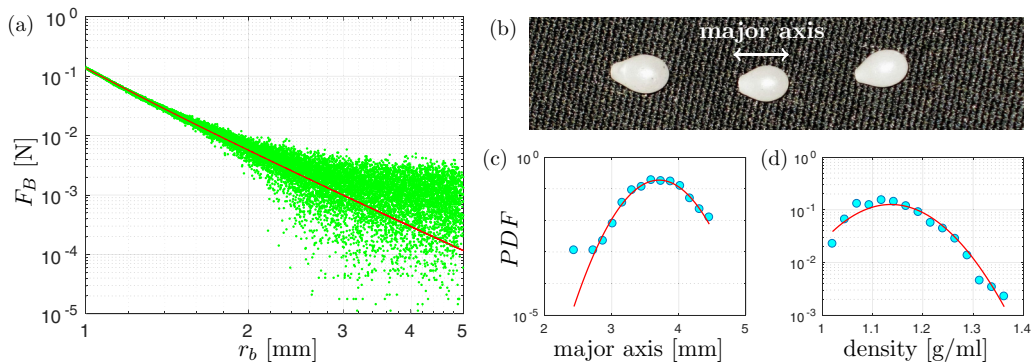 (a)
10^0
10^-1
10^-2
10^-3
10^-4
10^-5
F_B [N]
1
2
3
4
5
r_b [mm]
(b)
major axis
(c)
10^0
10^-5
PDF
2
3
4
5
major axis [mm]
(d)
10^0
10^-1
10^-2
10^-3
1
1.1
1.2
1.3
1.4
density [g/ml]